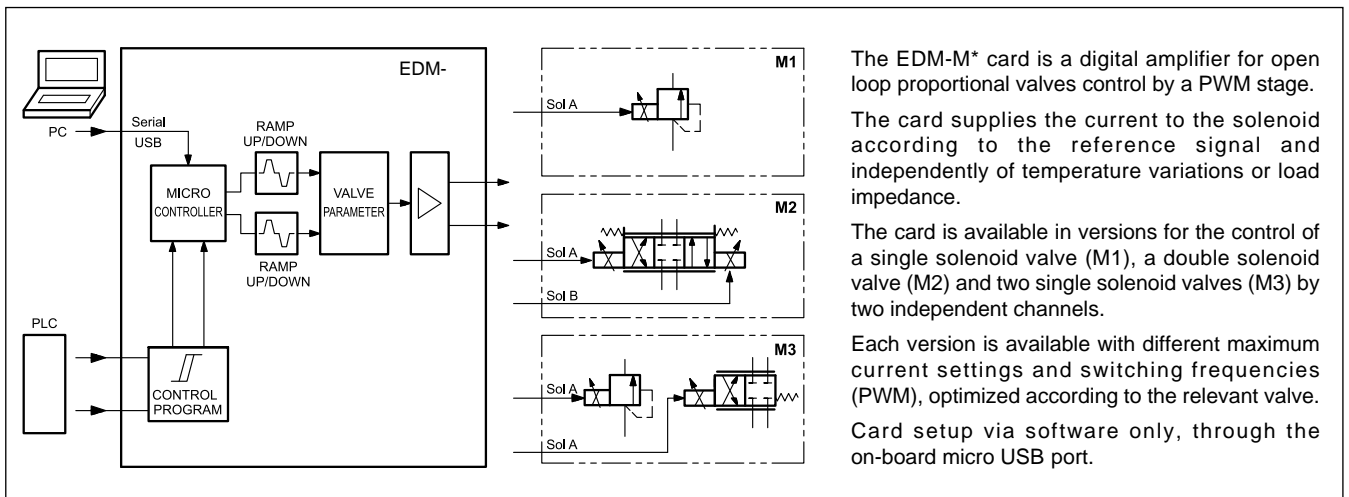 EDM-
PC
Serial
USB
RAMP
UP/DOWN
MICRO
CONTROLLER
VALVE
PARAMETER
RAMP
UP/DOWN
PLC
CONTROL
PROGRAM
M1
Sol A
M2
Sol A
Sol B
M3
Sol A
Sol A
The EDM-M* card is a digital amplifier for open
loop proportional valves control by a PWM stage.
The card supplies the current to the solenoid
according to the reference signal and
independently of temperature variations or load
impedance.
The card is available in versions for the control of
a single solenoid valve (M1), a double solenoid
valve (M2) and two single solenoid valves (M3) by
two independent channels.
Each version is available with different maximum
current settings and switching frequencies
(PWM), optimized according to the relevant valve.
Card setup via software only, through the
on-board micro USB port.